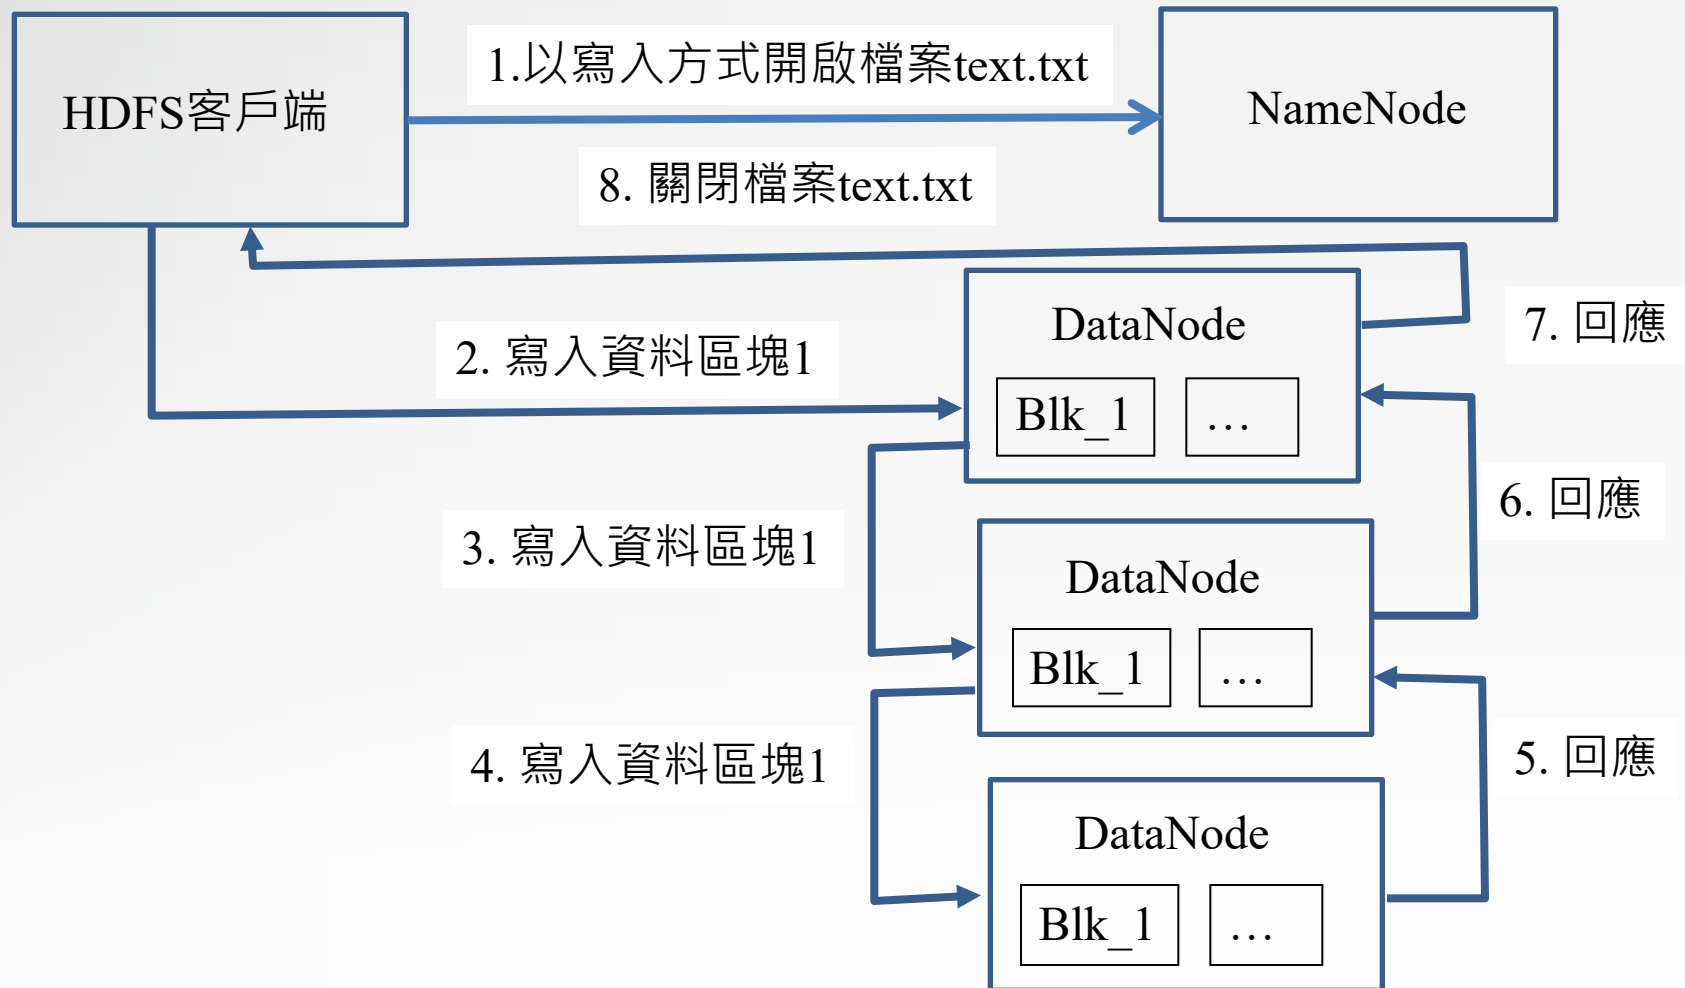 1.以寫入方式開啟檔案text.txt
HDFS客戶端
NameNode
8. 關閉檔案text.txt
DataNode
7. 回應
2. 寫入資料區塊1
Blk_1
…
6. 回應
3. 寫入資料區塊1
DataNode
Blk_1
…
5. 回應
4. 寫入資料區塊1
DataNode
Blk_1
…